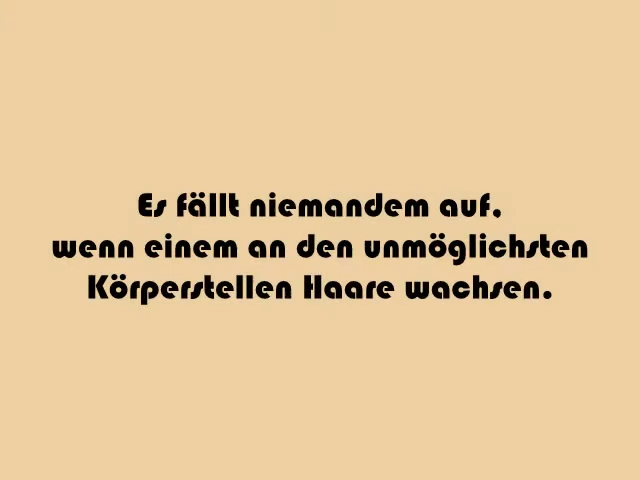 Es fällt niemandem auf,
wenn einem an den unmöglichsten
Körperstellen Haare wachsen.